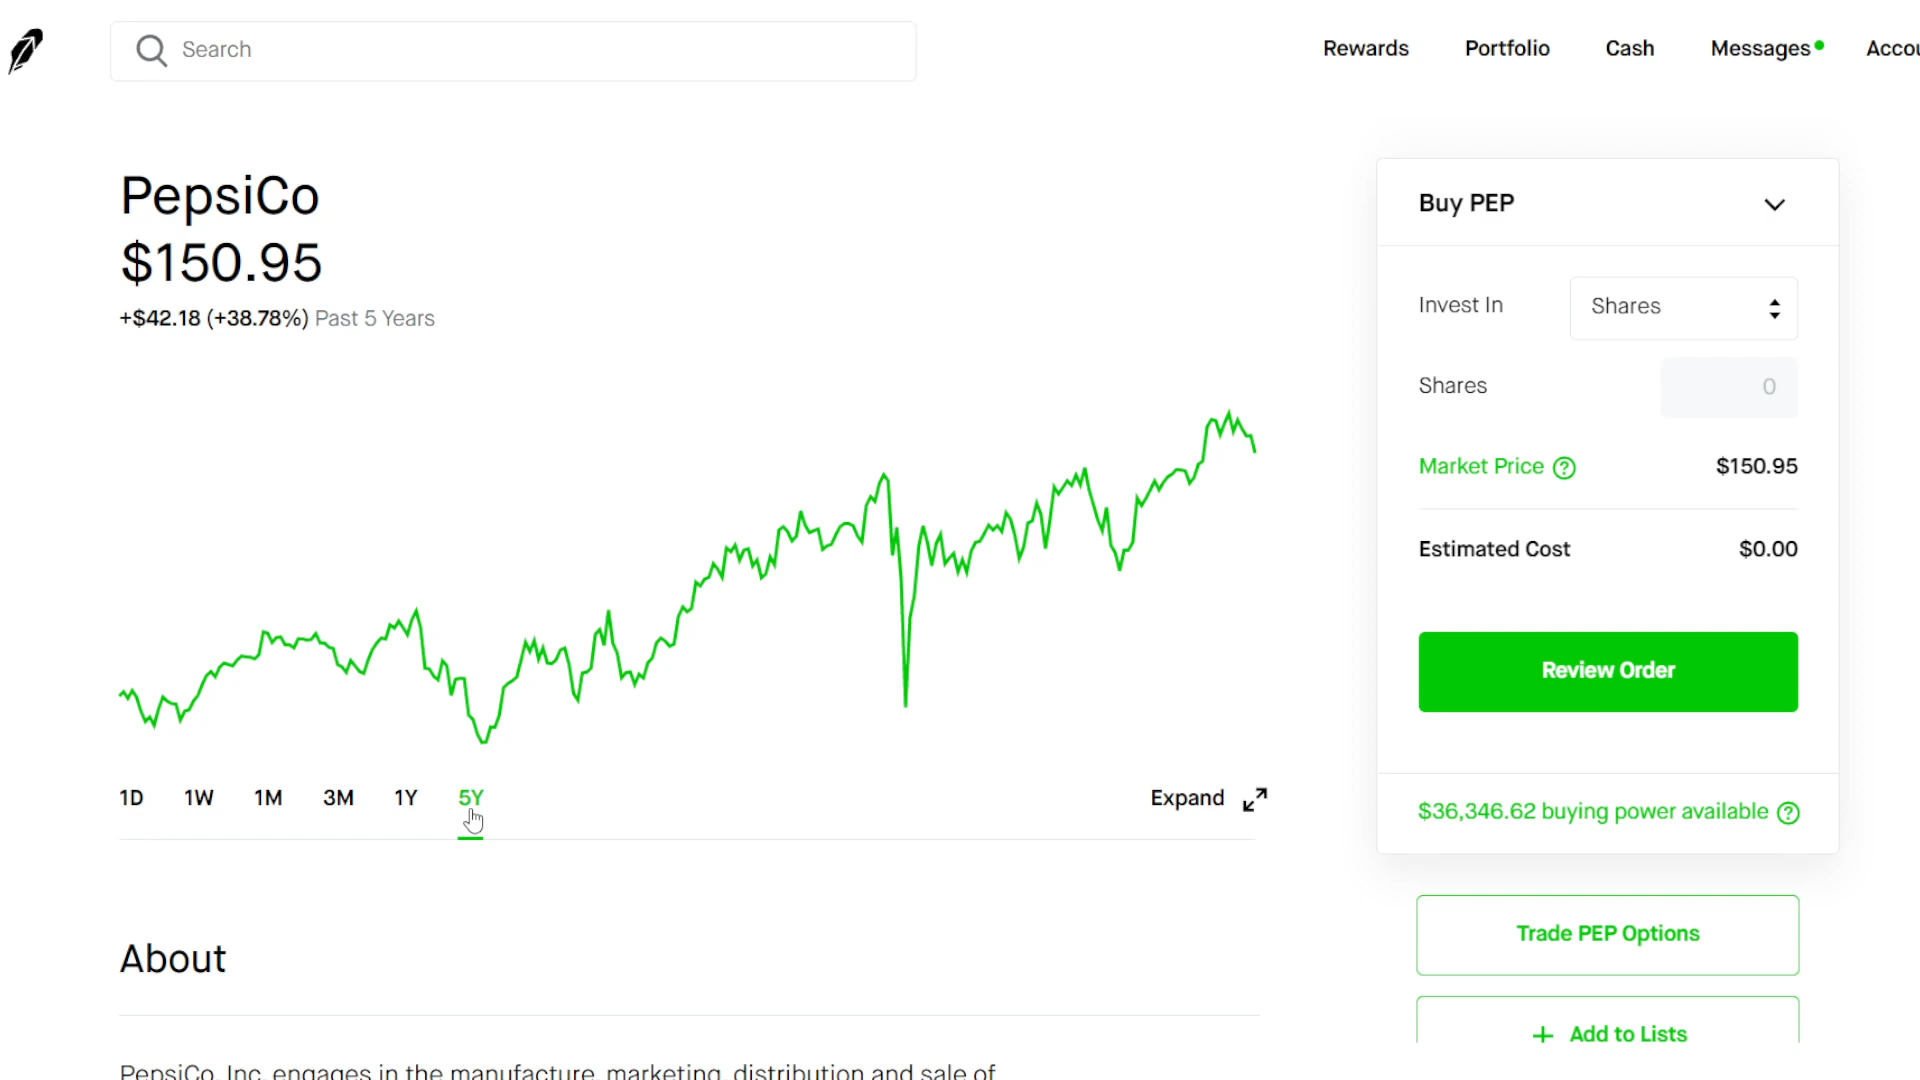 Search
Rewards
Portfolio
Cash
Messages
Accou
PepsiCo
$150.95
+$42.18 (+38.78%) Past 5 Years
1D
1W
1M
3M
1Y
5Y
Expand
Buy PEP
Invest In
Shares
Shares
0
Market Price
$150.95
Estimated Cost
$0.00
Review Order
$36,346.62 buying power available
Trade PEP Options
+ Add to Lists
About
PepsiCo, Inc. engages in the manufacture, marketing, distribution and sale of